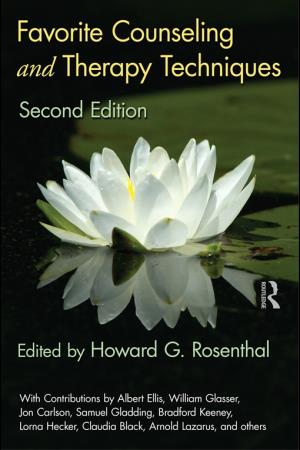 Favorite Counseling
and Therapy Techniques
Second Edition
ROUTLEDGE
Edited by Howard G. Rosenthal
With Contributions by Albert Ellis, William Glasser,
Jon Carlson, Samuel Gladding, Bradford Keeney,
Lorna Hecker, Claudia Black, Arnold Lazarus, and others